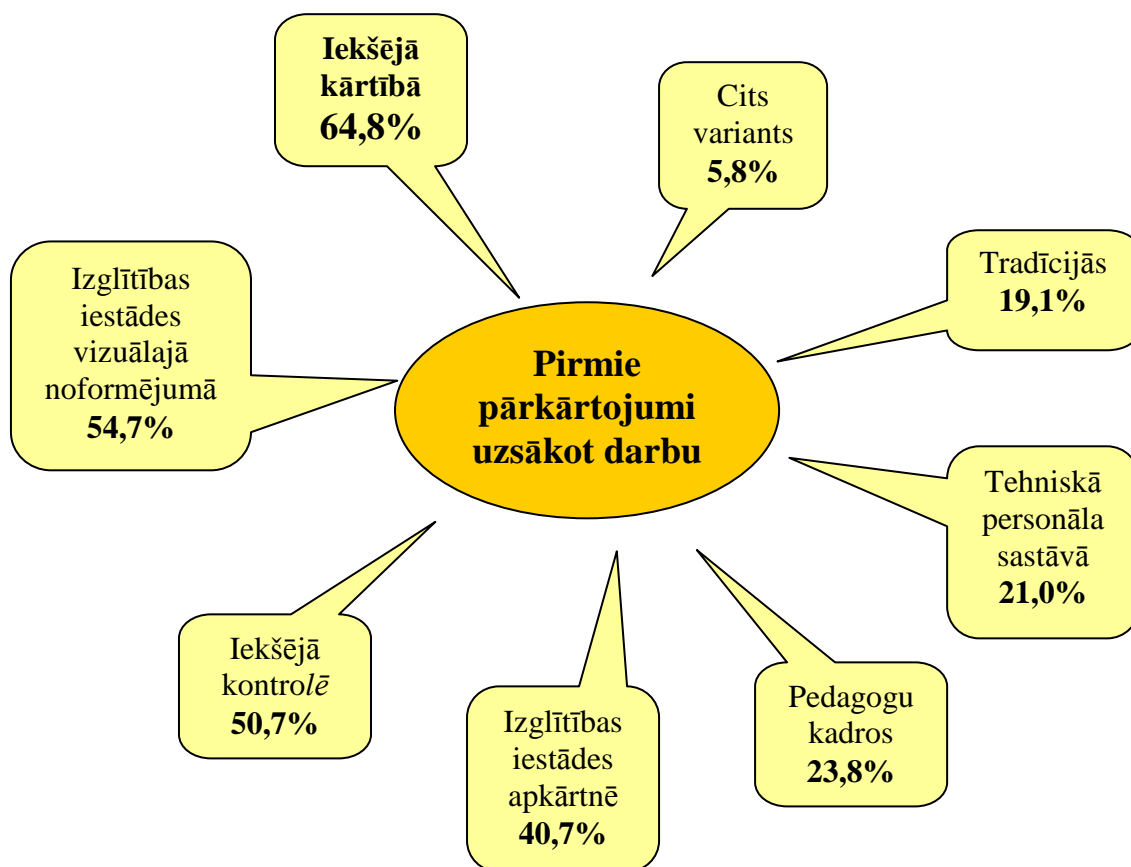 Iekšējā
kārtībā
64,8%
Cits
variants
5,8%
Tradīcijās
19,1%
Izglītības
iestādes
vizuālajā
noformējumā
54,7%
Pirmie
pārkārtojumi
uzsākot darbu
Tehniskā
personāla
sastāvā
21,0%
Iekšējā
kontrolē
50,7%
Izglītības
iestādes
apkārtnē
40,7%
Pedagogu
kadros
23,8%